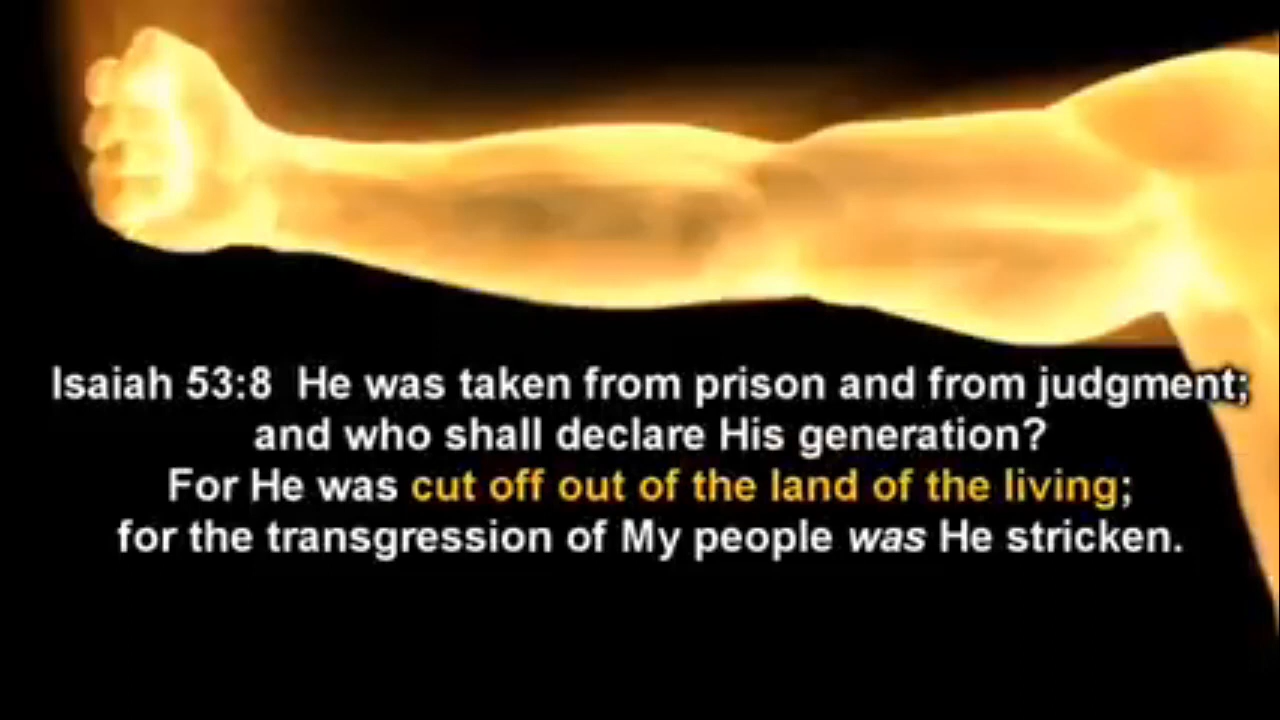 Isaiah 53:8 He was taken from prison and from judgment;
and who shall declare His generation?
For He was cut off out of the land of the living;
for the transgression of My people was He stricken.